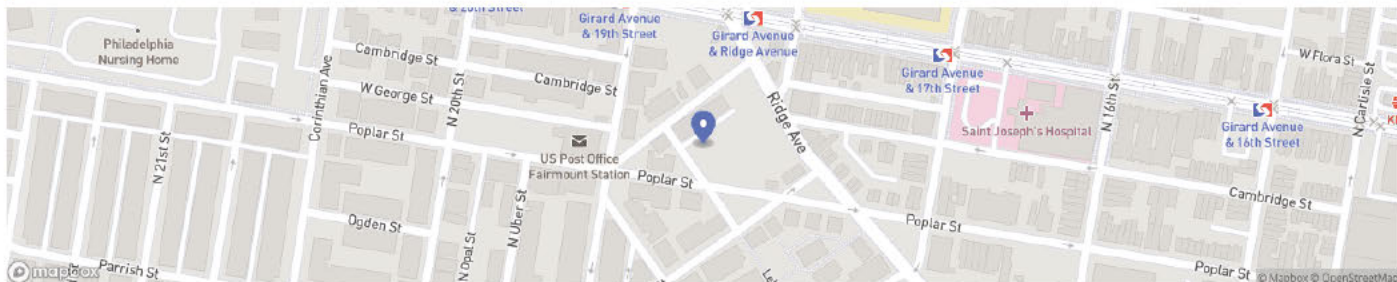 & 20th Street
Girard Avenue
& 19th Street
Girard Avenue
& Ridge Avenue
Philadelphia
Nursing Home
Corinthian Ave
Cambridge St
N 20th St
Cambridge St
W George St
Ridge Ave
Girard Avenue
& 17th Street
N 16th St
W Flora St
N Carlisle St
Saint Joseph's Hospital
Girard Avenue
& 16th Street
Poplar St
N 21st St
US Post Office
Fairmount Station
Poplar St
Cambridge St
Ogden St
N Opal St
N Uber St
Poplar St
Parrish St
Poplar St
mapbox
© Mapbox © OpenStreetMap